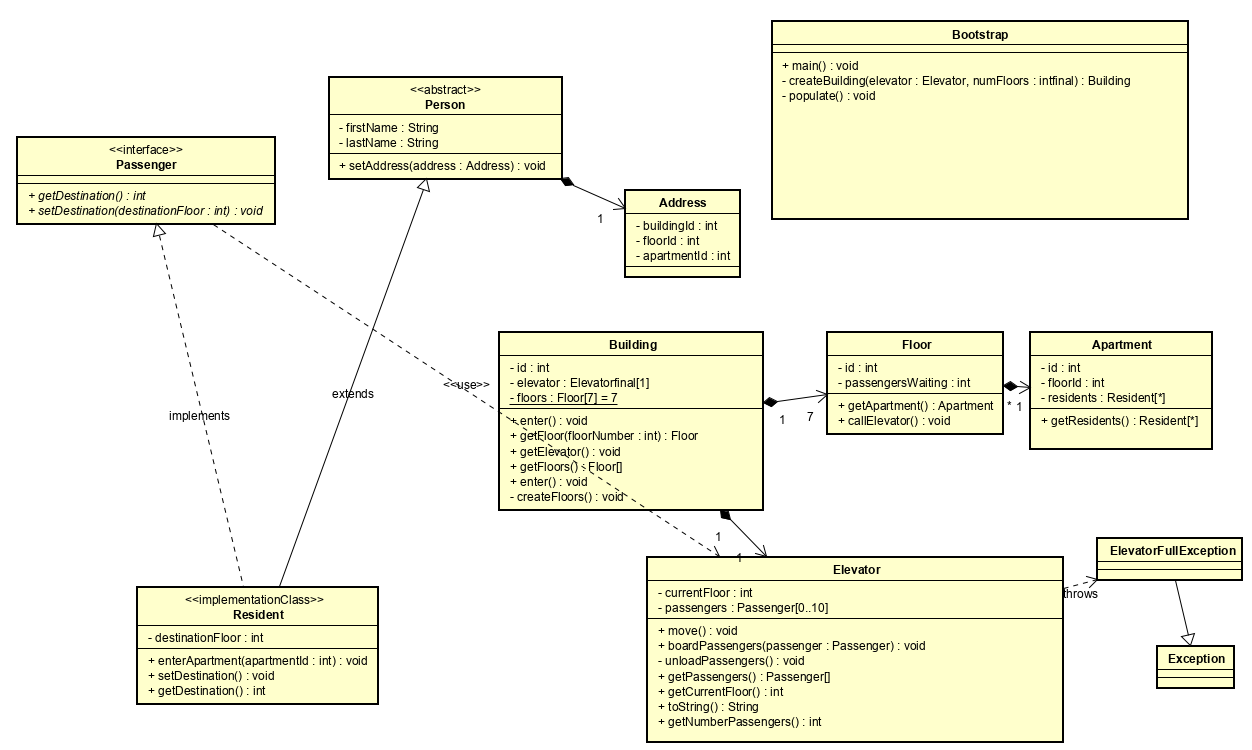 Bootstrap
+ main() : void
- createBuilding(elevator : Elevator, numFloors : intfinal) : Building
- populate() : void
<<abstract>>
Person
- firstName : String
- lastName : String
+ setAddress(address : Address) : void
<<interface>>
Passenger
+ getDestination() : int
+ setDestination(destinationFloor : int) : void
1
Address
- buildingId : int
- floorId : int
- apartmentId : int
implements
extends
<<use>>
Building
- id : int
- elevator : Elevatorfinal[1]
- floors : Floor[7] = 7
+ enter() : void
+ getFloor(floorNumber : int) : Floor
+ getElevator() : void
+ getFloors() : Floor[]
+ enter() : void
- createFloors() : void
1
7
Floor
- id : int
- passengersWaiting : int
+ getApartment() : Apartment
+ callElevator() : void
* 1
Apartment
- id : int
- floorId : int
- residents : Resident[*]
+ getResidents() : Resident[*]
1
1
<<implementationClass>>
Resident
- destinationFloor : int
+ enterApartment(apartmentId : int) : void
+ setDestination() : void
+ getDestination() : int
Elevator
- currentFloor : int
- passengers : Passenger[0..10]
+ move() : void
+ boardPassengers(passenger : Passenger) : void
- unloadPassengers() : void
+ getPassengers() : Passenger[]
+ getCurrentFloor() : int
+ toString() : String
+ getNumberPassengers() : int
throws
ElevatorFullException
Exception